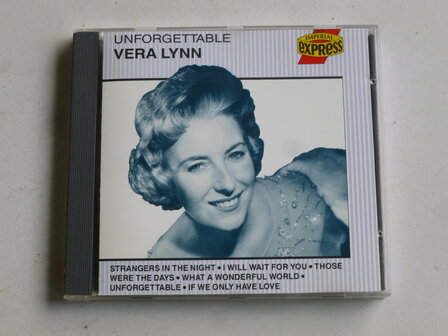 UNFORGETTABLE
VERA LYNN
IMPERIAL
express
STRANGERS IN THE NIGHT • I WILL WAIT FOR YOU • THOSE
WERE THE DAYS • WHAT A WONDERFUL WORLD •
UNFORGETTABLE • IF WE ONLY HAVE LOVE